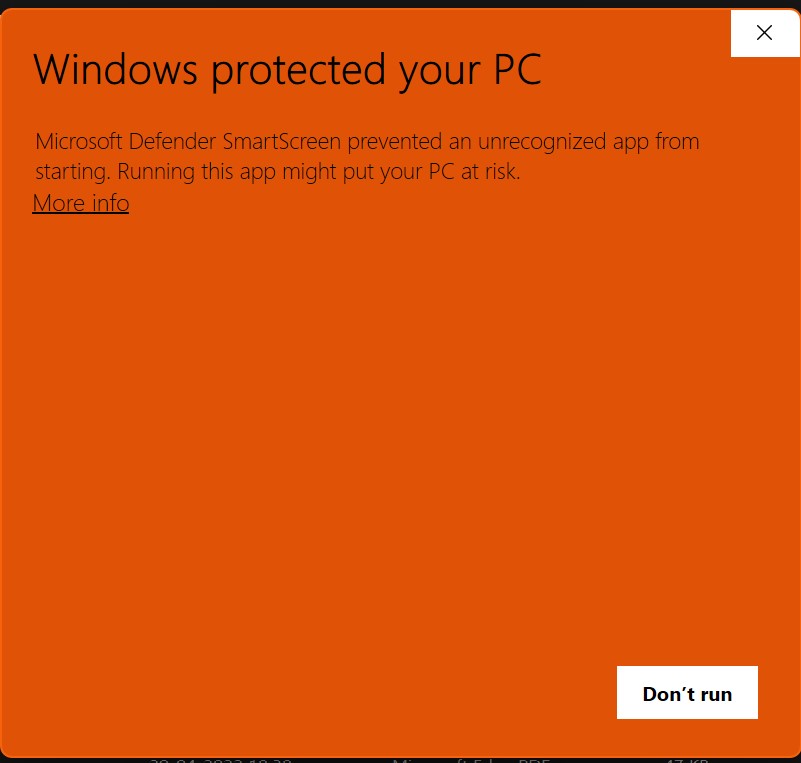 Windows protected your PC
Microsoft Defender SmartScreen prevented an unrecognized app from
starting. Running this app might put your PC at risk.
More info
Don't run